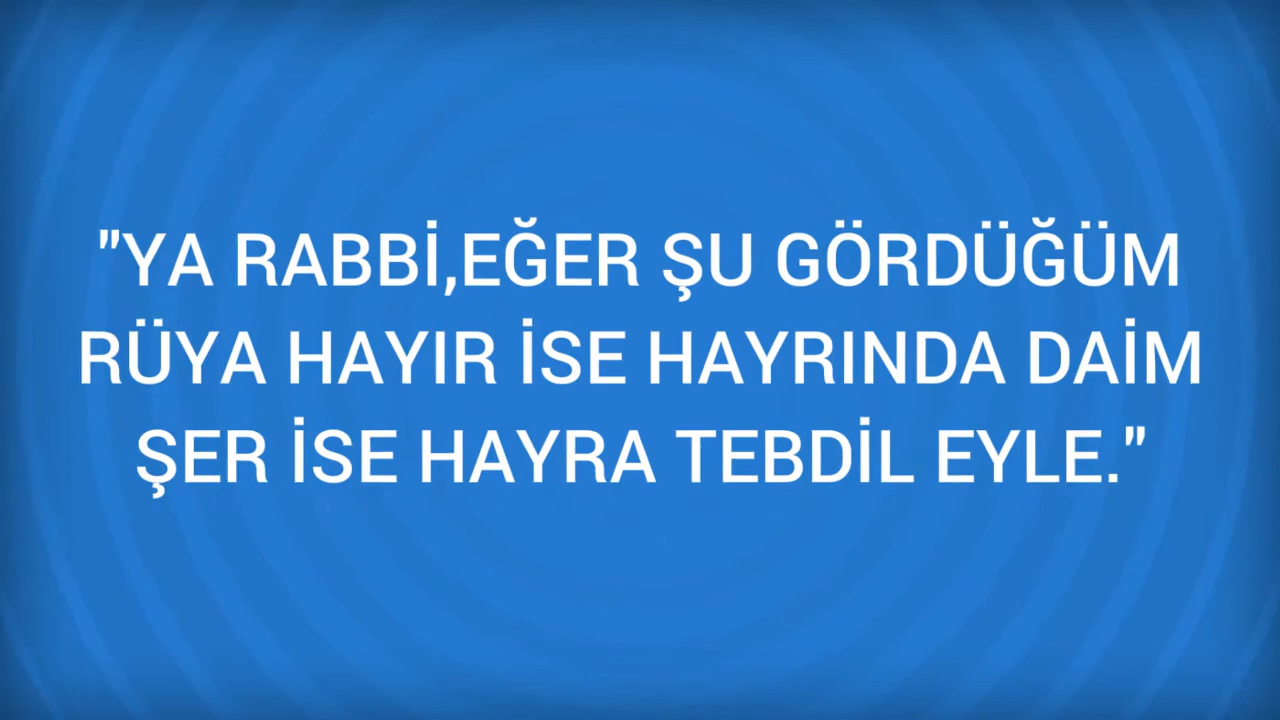 "YA RABBİ,EĞER ŞU GÖRDÜĞÜM
RÜYA HAYIR İSE HAYRINDA DAİM
ŞER İSE HAYRA TEBDİL EYLE."